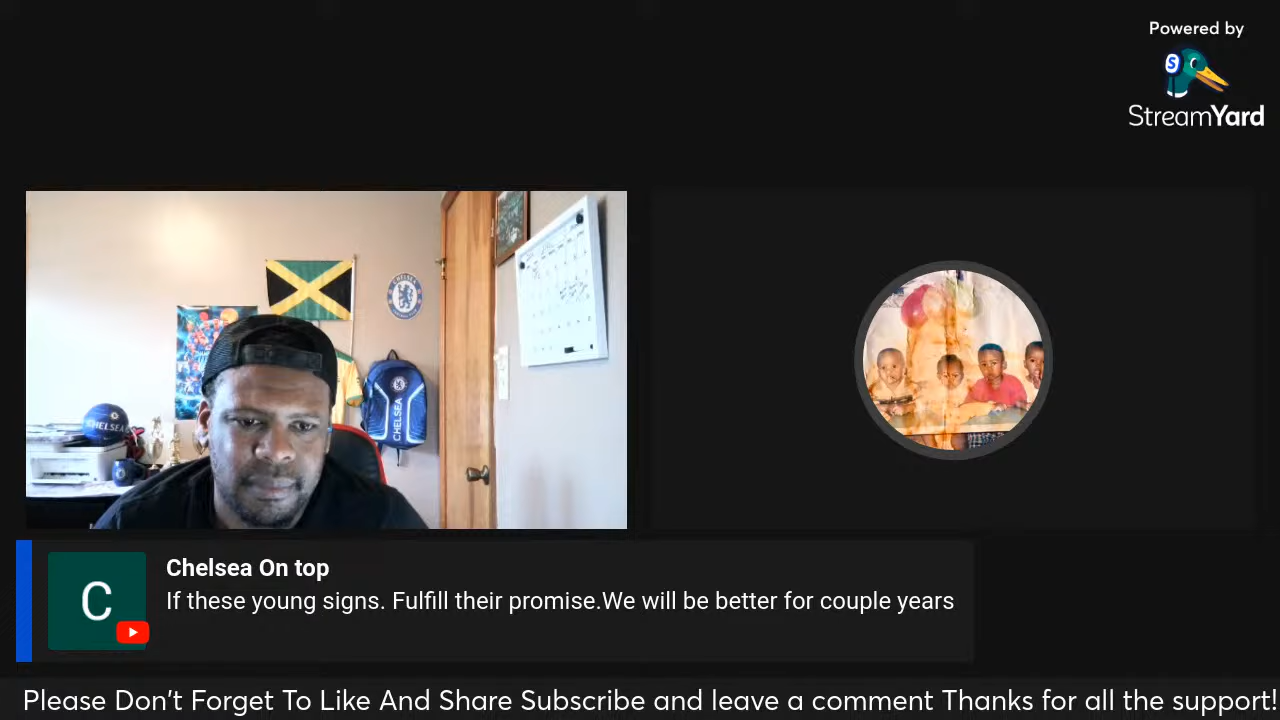 Powered by
S
StreamYard
CHELSEA
CHELSEA
CHELSEA
C
Chelsea On top
If these young signs. Fulfill their promise.We will be better for couple years
Please Don't Forget To Like And Share Subscribe and leave a comment Thanks for all the support!